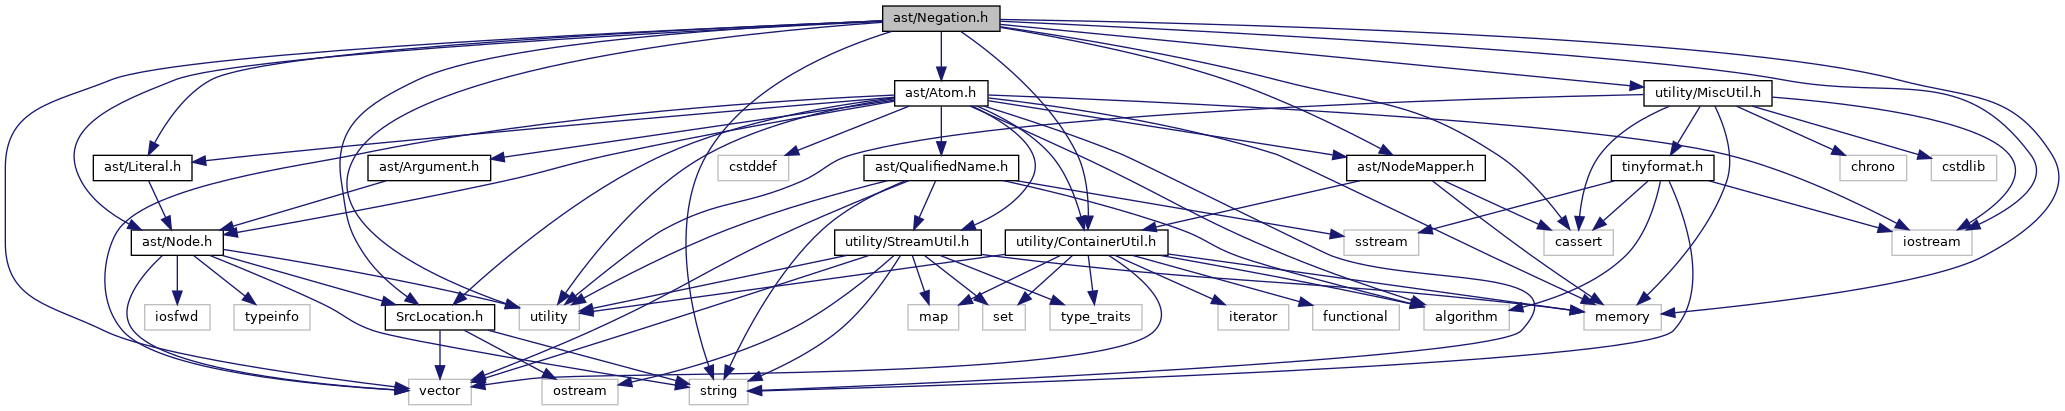 ast/Negation.h
ast/Atom.h
utility/MiscUtil.h
ast/Literal.h
ast/Argument.h
cstddef
ast/QualifiedName.h
ast/NodeMapper.h
tinyformat.h
chrono
cstdlib
ast/Node.h
utility/StreamUtil.h
utility/ContainerUtil.h
sstream
cassert
iostream
iosfwd
typeinfo
SrcLocation.h
utility
map
set
type_traits
iterator
functional
algorithm
memory
vector
ostream
string